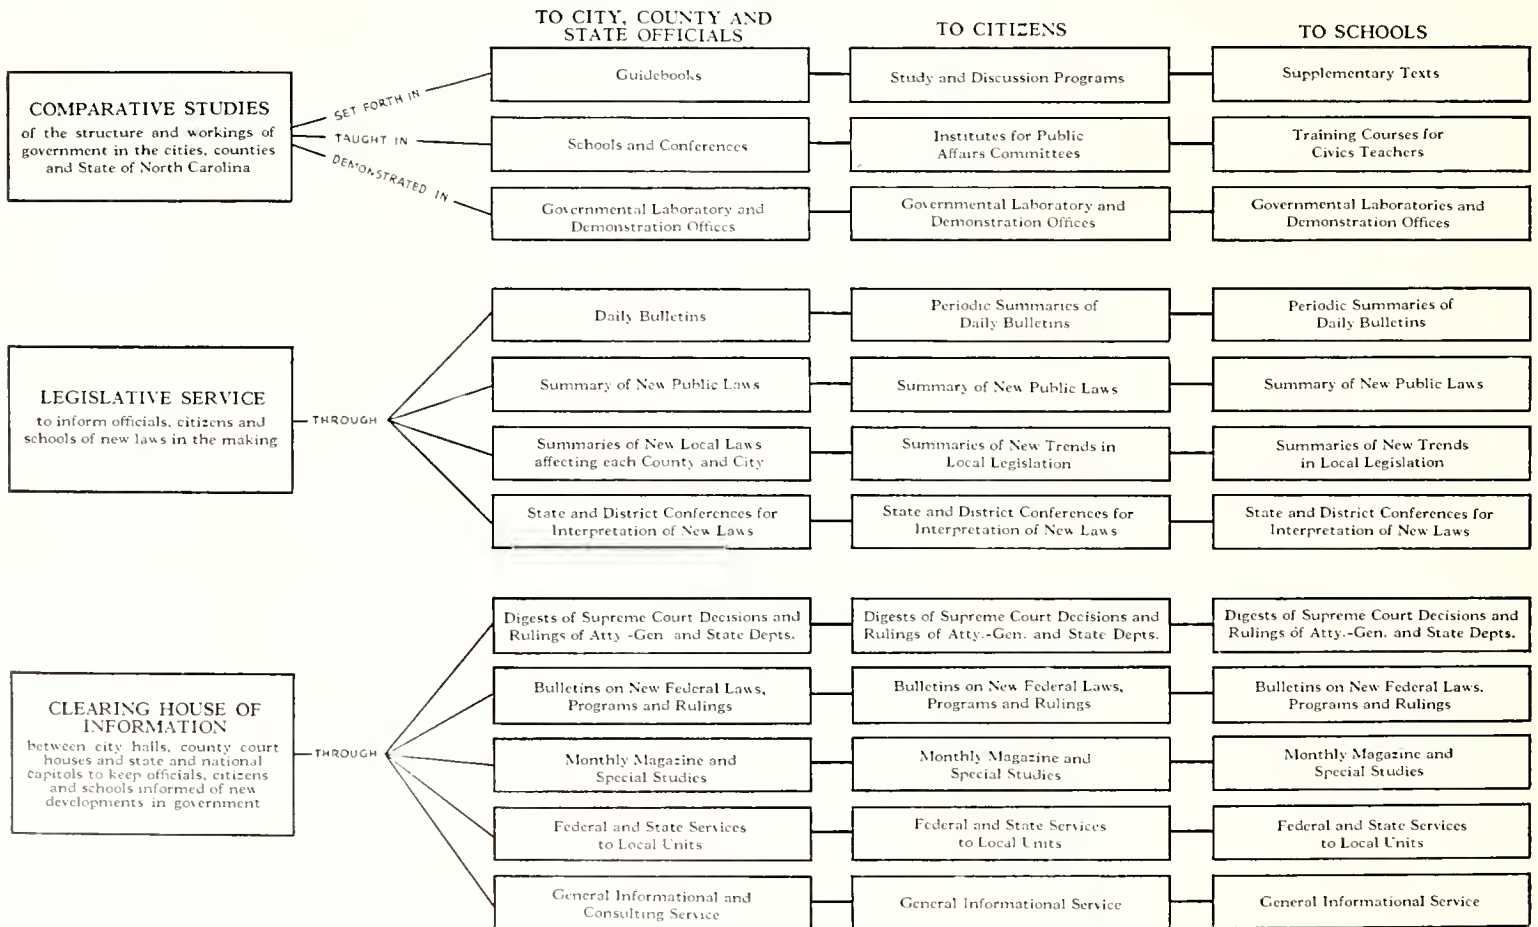 TO CITY, COUNTY AND
STATE OFFICIALS
TO CITIZENS
TO SCHOOLS
COMPARATIVE STUDIES
of the structure and workings of
government in the cities, counties
and State of North Carolina
SET FORTH IN
TAUGHT IN
DEMONSTRATED IN
Guidebooks
Study and Discussion Programs
Supplementary Texts
Schools and Conferences
Institutes for Public
Affairs Committees
Training Courses for
Civics Teachers
Governmental Laboratory and
Demonstration Offices
Governmental Laboratory and
Demonstration Offices
Governmental Laboratories and
Demonstration Offices
LEGISLATIVE SERVICE
to inform officials, citizens and
schools of new laws in the making
THROUGH
Daily Bulletins
Periodic Summaries of
Daily Bulletins
Periodic Summaries of
Daily Bulletins
Summary of New Public Laws
Summary of New Public Laws
Summary of New Public Laws
Summaries of New Local Laws
affecting each County and City
Summaries of New Trends in
Local Legislation
Summaries of New Trends
in Local Legislation
State and District Conferences for
Interpretation of New Laws
State and District Conferences for
Interpretation of New Laws
State and District Conferences for
Interpretation of New Laws
CLEARING HOUSE OF
INFORMATION
between city halls, county court
houses and state and national
capitols to keep officials, citizens
and schools informed of new
developments in government
THROUGH
Digests of Supreme Court Decisions and
Rulings of Atty.-Gen. and State Depts.
Digests of Supreme Court Decisions and
Rulings of Atty.-Gen. and State Depts.
Digests of Supreme Court Decisions and
Rulings of Atty.-Gen. and State Depts.
Bulletins on New Federal Laws,
Programs and Rulings
Bulletins on New Federal Laws,
Programs and Rulings
Bulletins on New Federal Laws,
Programs and Rulings
Monthly Magazine and
Special Studies
Monthly Magazine and
Special Studies
Monthly Magazine and
Special Studies
Federal and State Services
to Local Units
Federal and State Services
to Local Units
Federal and State Services
to Local Units
General Informational and
Consulting Service
General Informational Service
General Informational Service